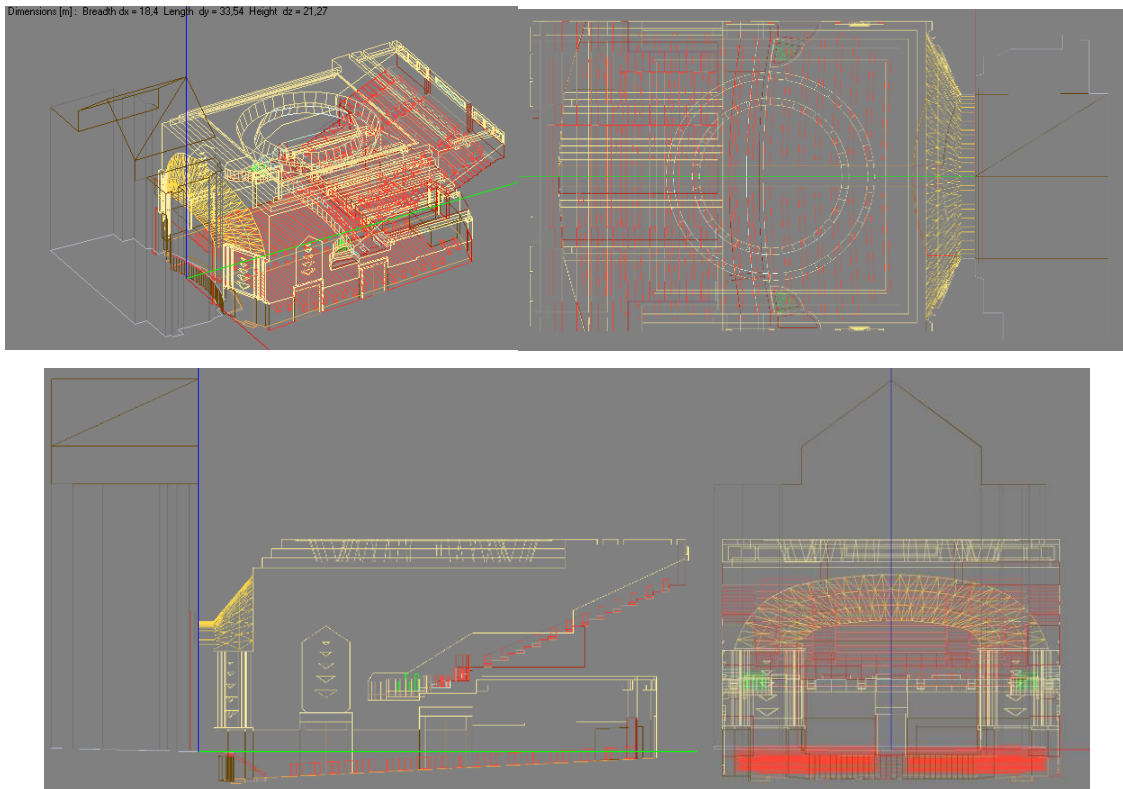 Dimensions [m] : Breadth dx = 18,4 Length dy = 33,54 Height dz = 21,27